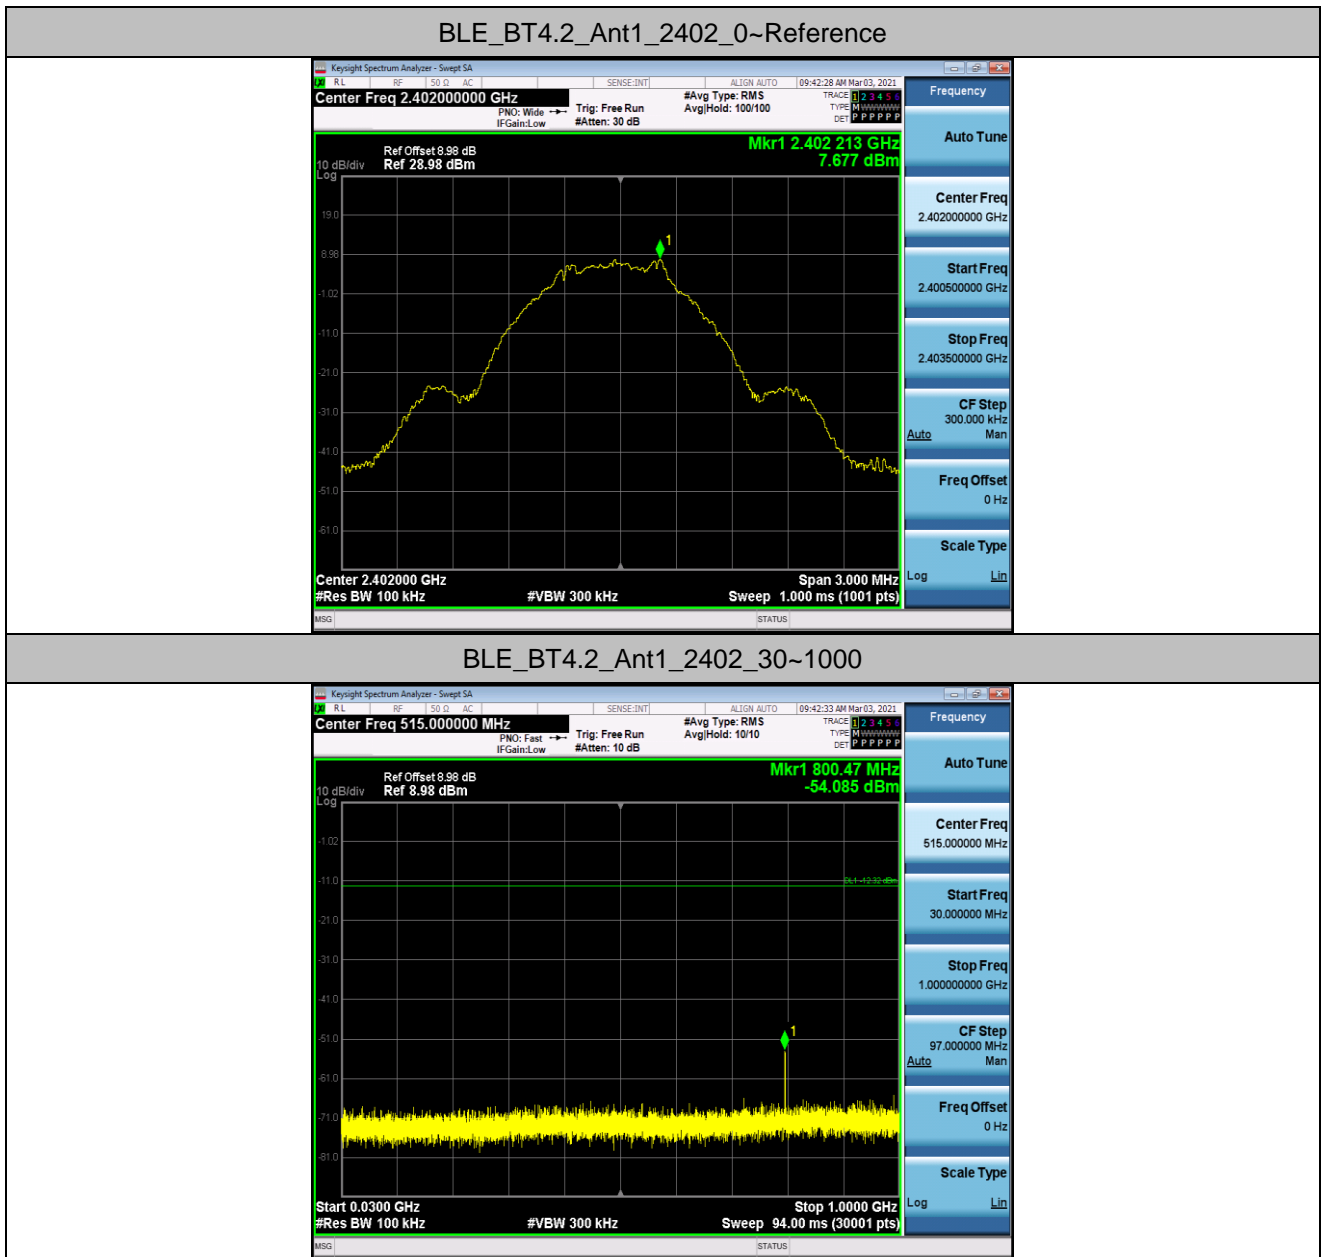 BLE_BT4.2_Ant1_2402_0~Reference
Keysight Spectrum Analyzer - Swept SA
RL RF 50 Ω AC SENSE:INT ALIGN AUTO 09:42:28 AM Mar 03, 2021
Center Freq 2.402000000 GHz
PNO: Wide
IFGain:Low
Trig: Free Run
#Atten: 30 dB
#Avg Type: RMS
Avg|Hold: 100/100
TRACE 1 2 3 4 5 6
TYPE M WWWWW
DET P P P P P P
Frequency
Mkr1 2.402 213 GHz
7.677 dBm
Ref Offset 8.98 dB
10 dB/div Ref 28.98 dBm
Log
19.0
8.98
-1.02
-11.0
-21.0
-31.0
-41.0
-51.0
-61.0
1
Center 2.402000 GHz Span 3.000 MHz
#Res BW 100 kHz #VBW 300 kHz Sweep 1.000 ms (1001 pts)
MSG STATUS
Auto Tune
Center Freq
2.402000000 GHz
Start Freq
2.400500000 GHz
Stop Freq
2.403500000 GHz
CF Step
300.000 kHz
Auto Man
Freq Offset
0 Hz
Scale Type
Log Lin
BLE_BT4.2_Ant1_2402_30~1000
Keysight Spectrum Analyzer - Swept SA
RL RF 50 Ω AC SENSE:INT ALIGN AUTO 09:42:33 AM Mar 03, 2021
Center Freq 515.000000 MHz
PNO: Fast
IFGain:Low
Trig: Free Run
#Atten: 10 dB
#Avg Type: RMS
Avg|Hold: 10/10
TRACE 1 2 3 4 5 6
TYPE M WWWWW
DET P P P P P P
Frequency
Mkr1 800.47 MHz
-54.085 dBm
Ref Offset 8.98 dB
10 dB/div Ref 8.98 dBm
Log
-1.02
-11.0
-21.0
-31.0
-41.0
-51.0
-61.0
-71.0
-81.0
DL1 -12.32 dBm
1
Start 0.0300 GHz Stop 1.0000 GHz
#Res BW 100 kHz #VBW 300 kHz Sweep 94.00 ms (30001 pts)
MSG STATUS
Auto Tune
Center Freq
515.000000 MHz
Start Freq
30.000000 MHz
Stop Freq
1.000000000 GHz
CF Step
97.000000 MHz
Auto Man
Freq Offset
0 Hz
Scale Type
Log Lin